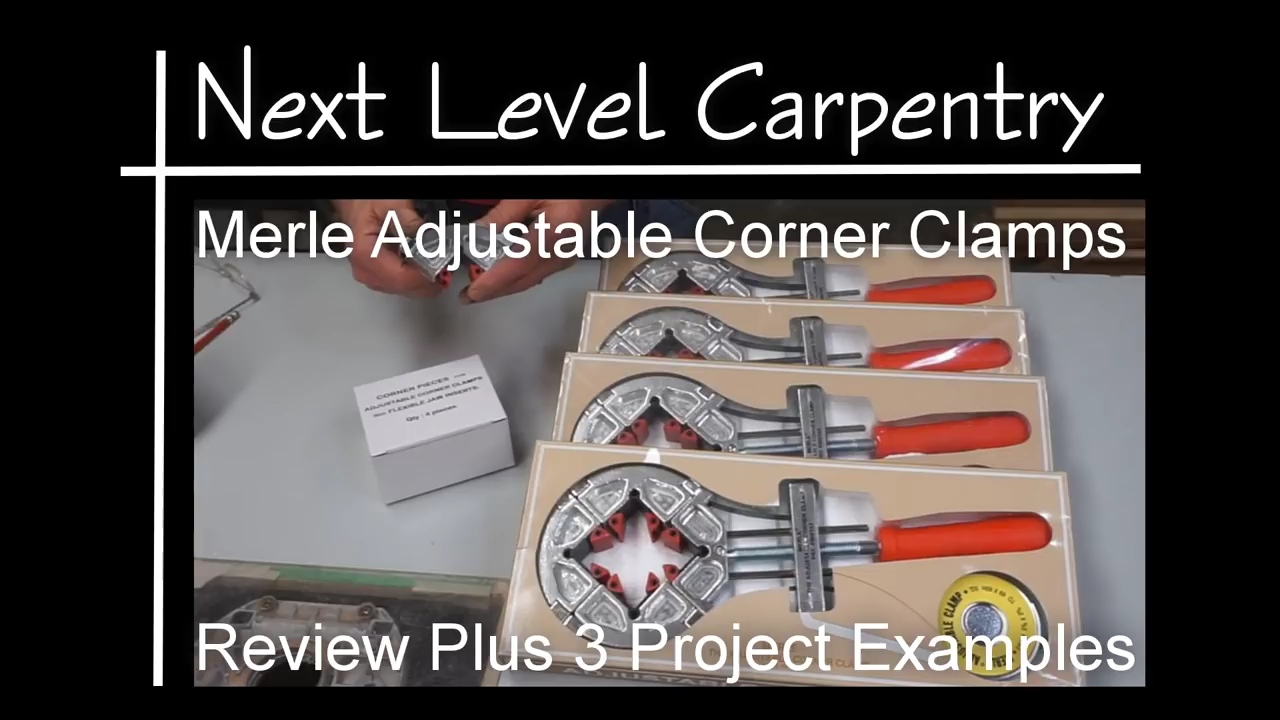 Next Level Carpentry
Merle Adjustable Corner Clamps
CORNER PIECES
ADJUSTABLE CORNER CLAMPS
FLEXIBLE JAW INSERTS
Qty : 4 pieces
Review Plus 3 Project Examples
ADJUSTABLE